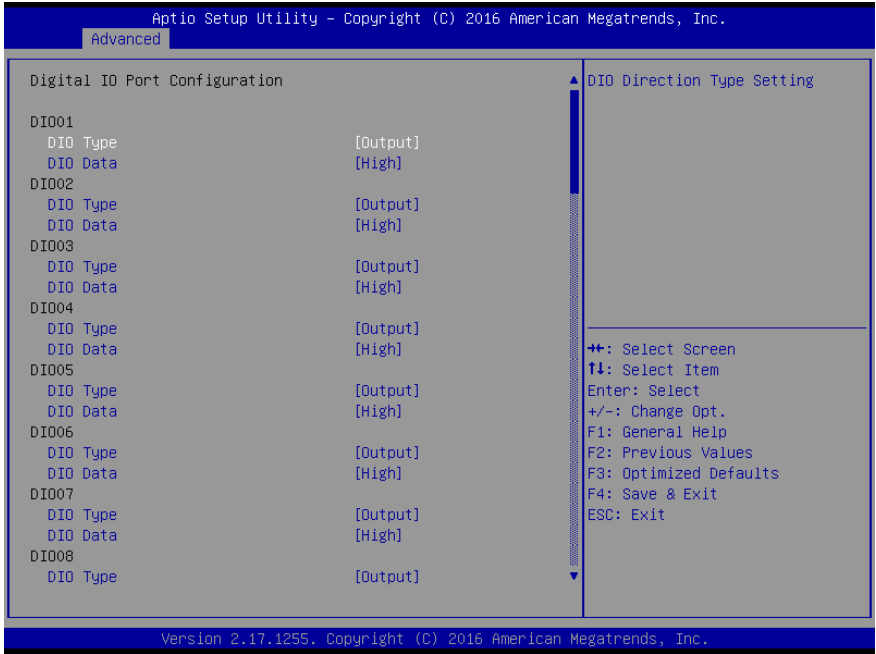 Aptio Setup Utility – Copyright (C) 2016 American Megatrends, Inc.
Advanced
Digital IO Port Configuration
DIO01
DIO Type [Output]
DIO Data [High]
DIO02
DIO Type [Output]
DIO Data [High]
DIO03
DIO Type [Output]
DIO Data [High]
DIO04
DIO Type [Output]
DIO Data [High]
DIO05
DIO Type [Output]
DIO Data [High]
DIO06
DIO Type [Output]
DIO Data [High]
DIO07
DIO Type [Output]
DIO Data [High]
DIO08
DIO Type [Output]
DIO Direction Type Setting
→←: Select Screen
↑↓: Select Item
Enter: Select
+/-: Change Opt.
F1: General Help
F2: Previous Values
F3: Optimized Defaults
F4: Save & Exit
ESC: Exit
Version 2.17.1255. Copyright (C) 2016 American Megatrends, Inc.